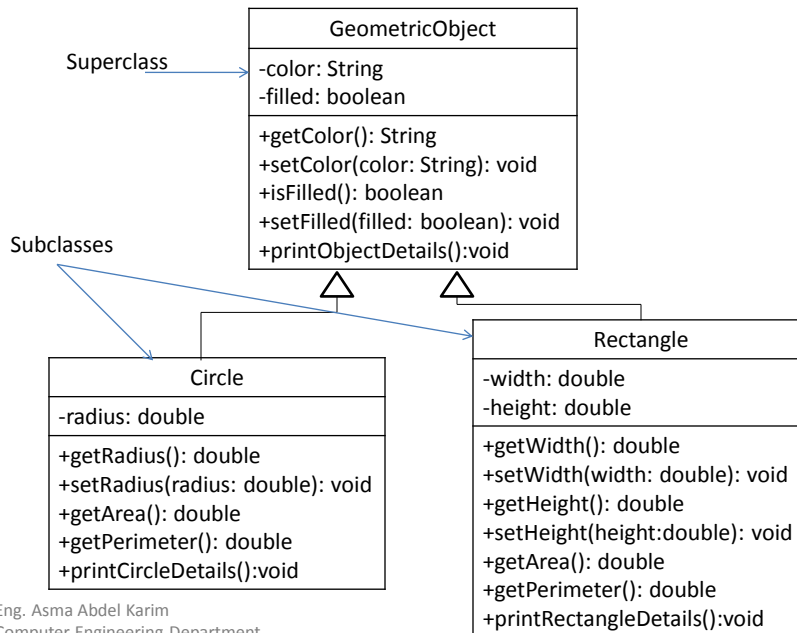 GeometricObject
Superclass
-color: String
-filled: boolean
+getColor(): String
+setColor(color: String): void
+isFilled(): boolean
+setFilled(filled: boolean): void
+printObjectDetails():void
Subclasses
Circle
-radius: double
+getRadius(): double
+setRadius(radius: double): void
+getArea(): double
+getPerimeter(): double
+printCircleDetails():void
Rectangle
-width: double
-height: double
+getWidth(): double
+setWidth(width: double): void
+getHeight(): double
+setHeight(height:double): void
+getArea(): double
+getPerimeter(): double
+printRectangleDetails():void
Eng. Asma Abdel Karim
Computer Engineering Department